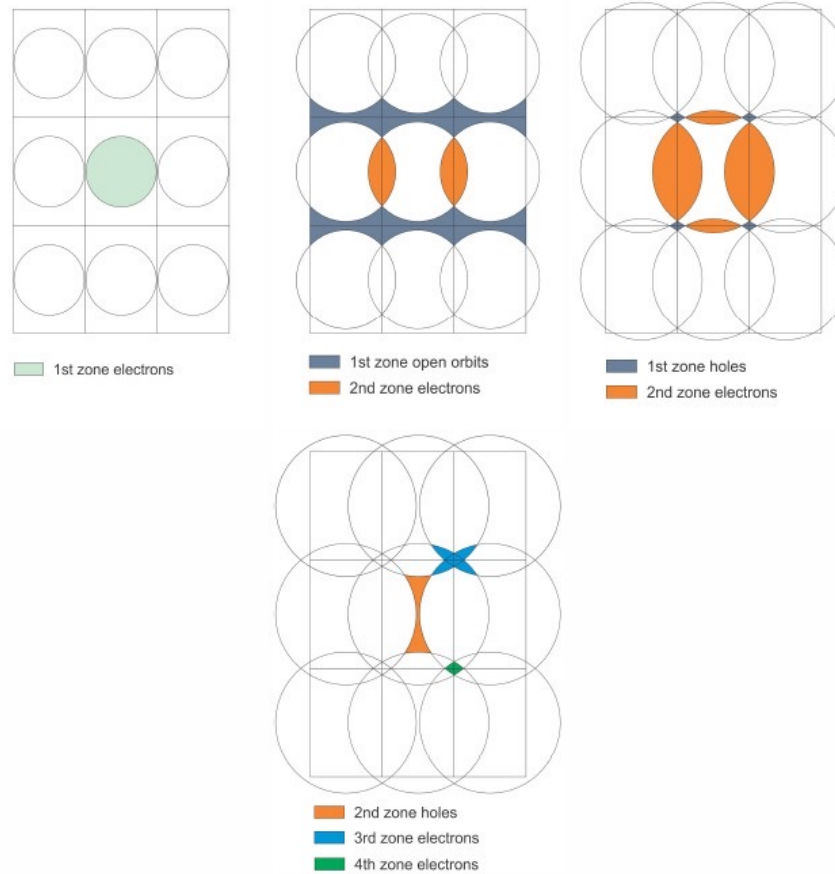 1st zone electrons
1st zone open orbits
2nd zone electrons
1st zone holes
2nd zone electrons
2nd zone holes
3rd zone electrons
4th zone electrons